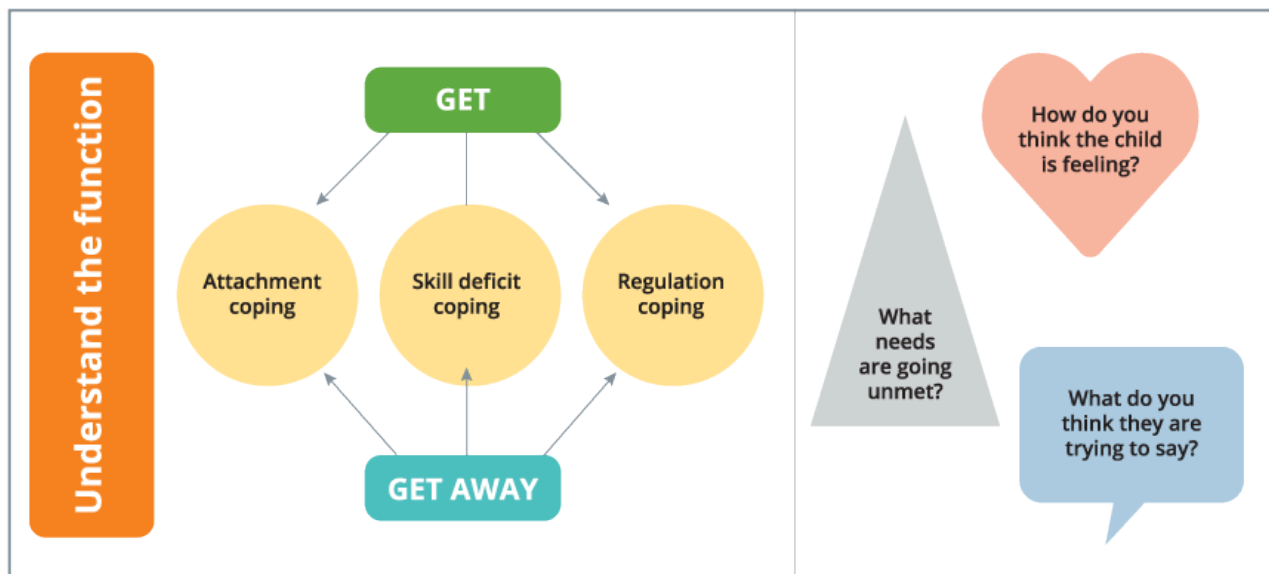 Understand the function
GET
Attachment
coping
Skill deficit
coping
Regulation
coping
GET AWAY
How do you
think the child
is feeling?
What
needs
are going
unmet?
What do you
think they are
trying to say?